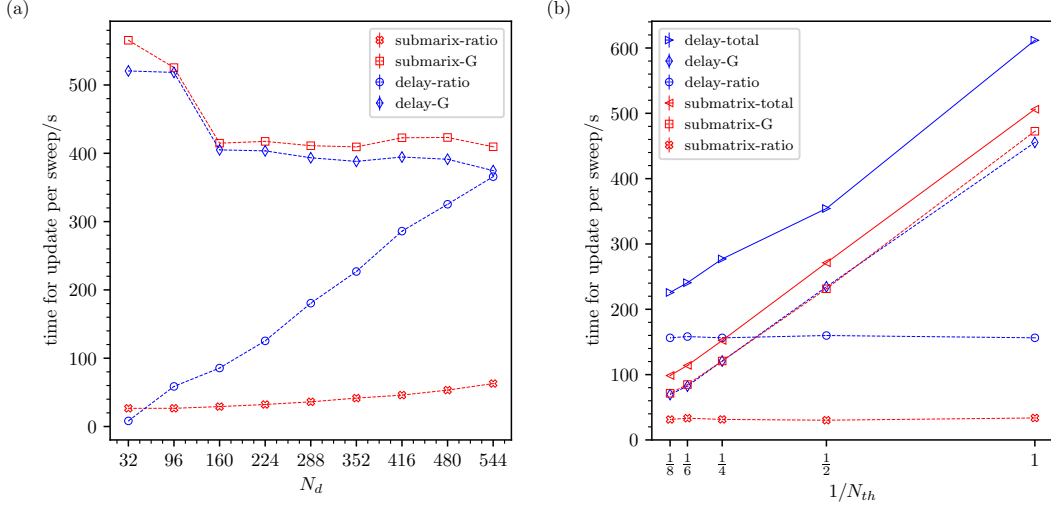 (a)
time for update per sweep/s
500
400
300
200
100
0
32 96 160 224 288 352 416 480 544
N_d
submarix-ratio
submarix-G
delay-ratio
delay-G
(b)
time for update per sweep/s
600
500
400
300
200
100
0
1/8 1/6 1/4 1/2 1
1/N_{th}
delay-total
delay-G
delay-ratio
submatrix-total
submatrix-G
submatrix-ratio